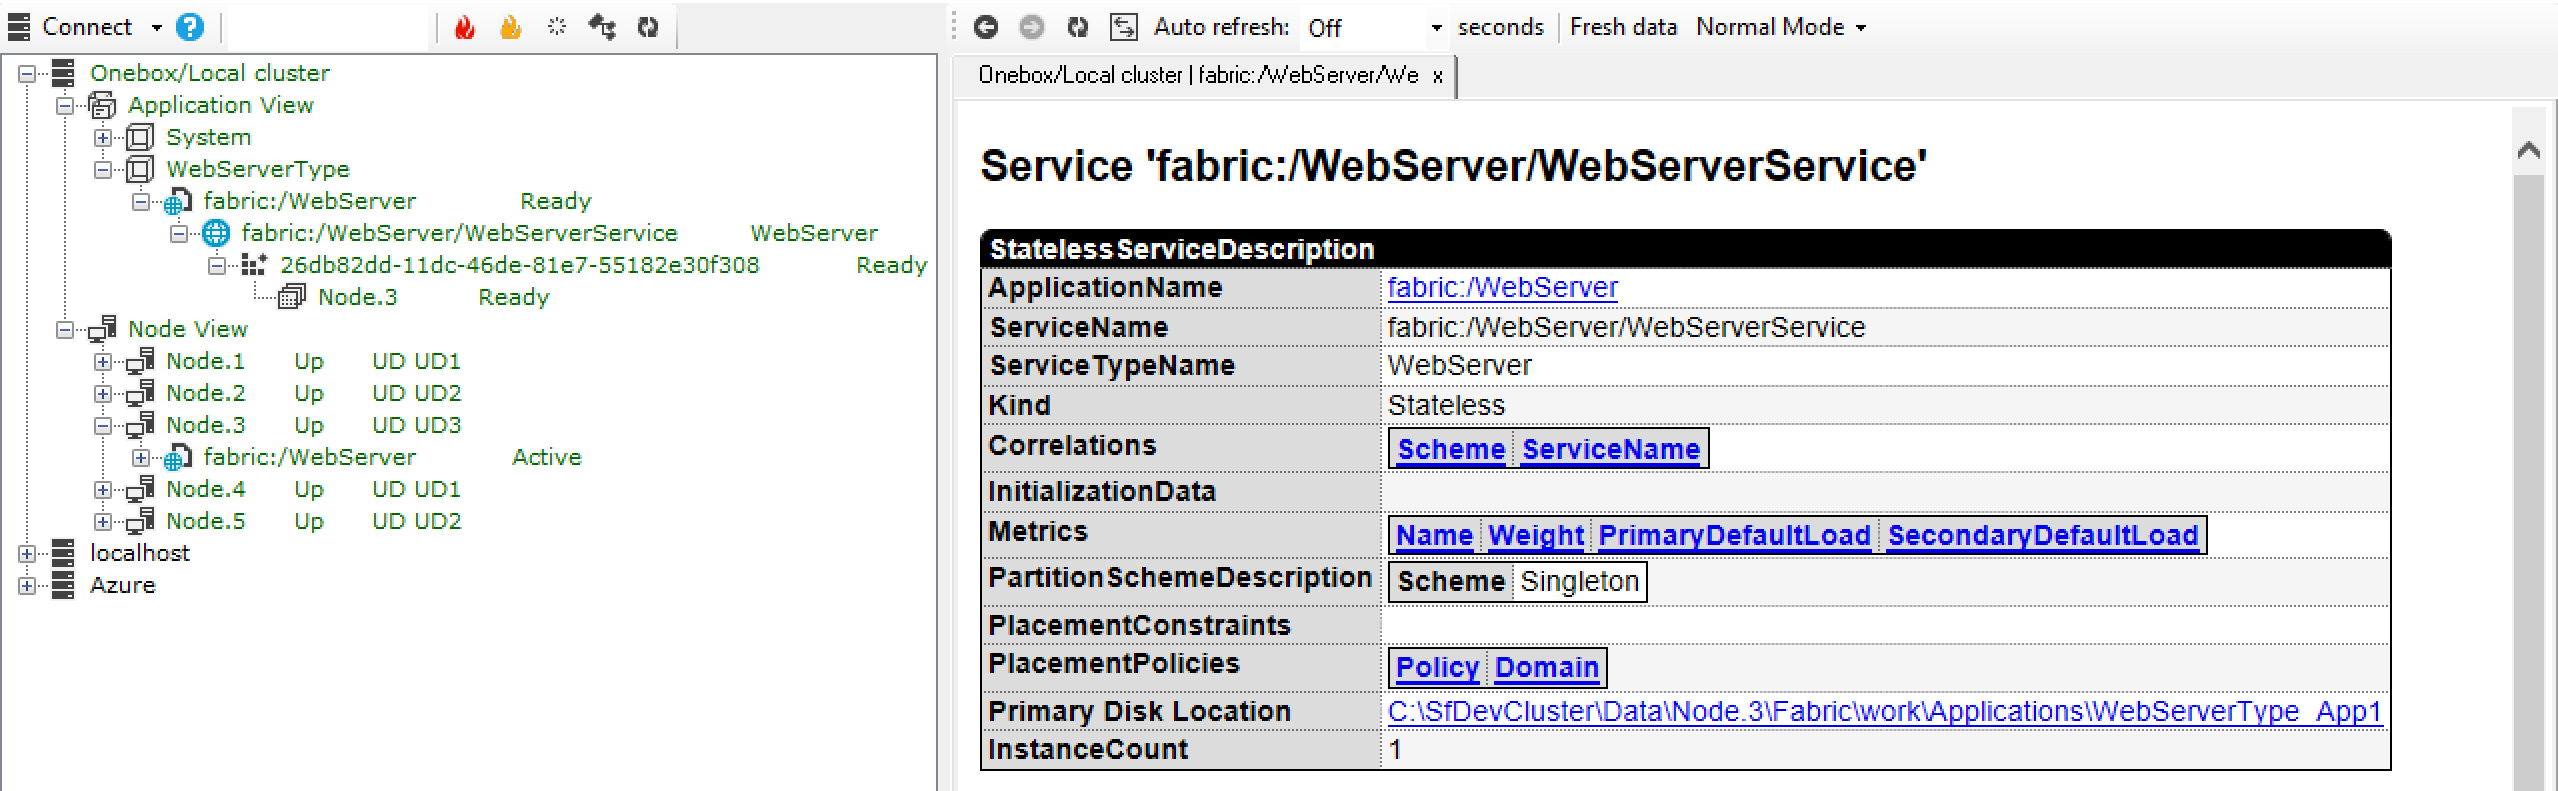 Connect
Onebox/Local cluster
Application View
System
WebServerType
fabric:/WebServer Ready
fabric:/WebServer/WebServerService WebServer
26db82dd-11dc-46de-81e7-55182e30f308 Ready
Node.3 Ready
Node View
Node.1 Up UD UD1
Node.2 Up UD UD2
Node.3 Up UD UD3
fabric:/WebServer Active
Node.4 Up UD UD1
Node.5 Up UD UD2
localhost
Azure
Auto refresh: Off seconds Fresh data Normal Mode
Onebox/Local cluster | fabric:/WebServer/We x
Service 'fabric:/WebServer/WebServerService'
StatelessServiceDescription
ApplicationName fabric:/WebServer
ServiceName fabric:/WebServer/WebServerService
ServiceTypeName WebServer
Kind Stateless
Correlations Scheme ServiceName
InitializationData
Metrics Name Weight PrimaryDefaultLoad SecondaryDefaultLoad
PartitionSchemeDescription Scheme Singleton
PlacementConstraints
PlacementPolicies Policy Domain
Primary Disk Location C:\SfDevCluster\Data\Node.3\Fabric\work\Applications\WebServerType_App1
InstanceCount 1